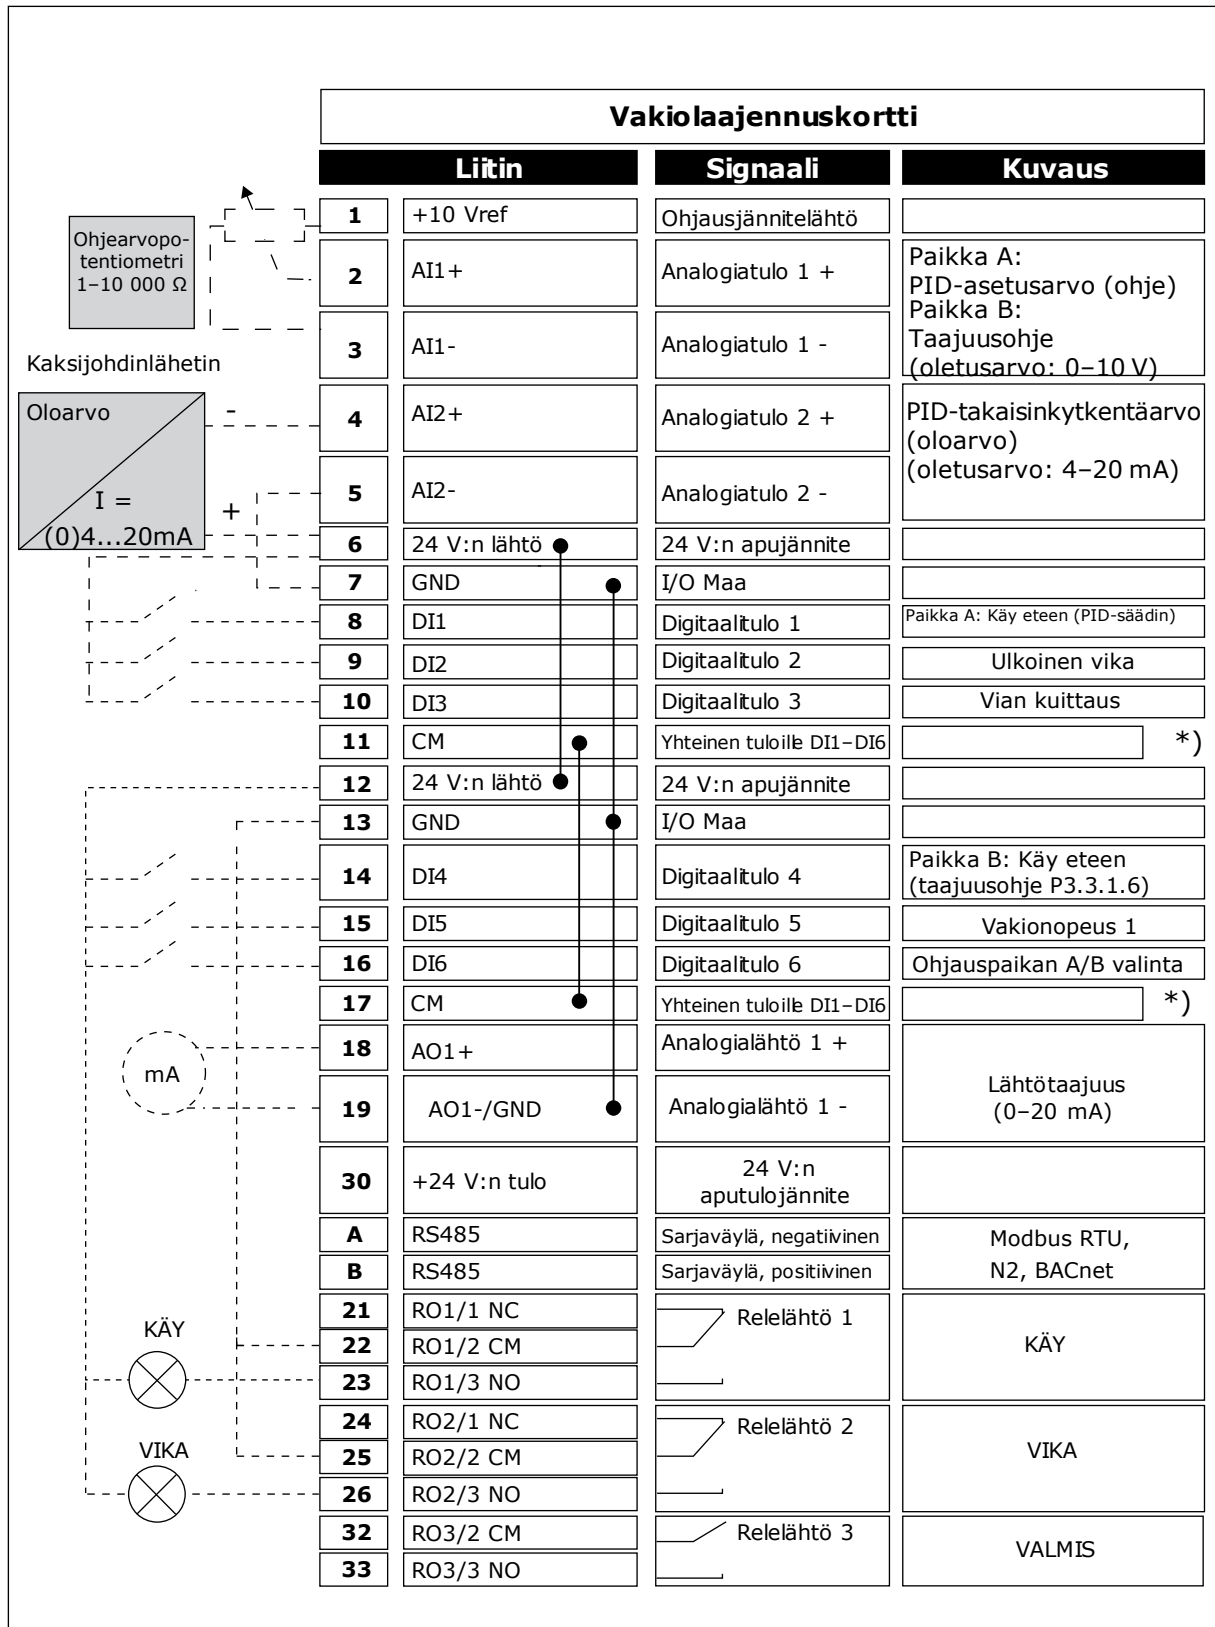 Vakiolaajennuskortti
Liitin Signaali Kuvaus
1 +10 Vref Ohjausjännitelähtö
Ohjearvopo-
tentiometri
1–10 000 Ω
2 AI1+ Analogiatulo 1 +
Paikka A:
PID-asetusarvo (ohje)
Paikka B:
Taajuusohje
(oletusarvo: 0–10 V)
3 AI1- Analogiatulo 1 -
Kaksijohdinlähetin
Oloarvo
-
I =
+
(0)4...20mA
4 AI2+ Analogiatulo 2 +
PID-takaisinkytkentäarvo
(oloarvo)
(oletusarvo: 4–20 mA)
5 AI2- Analogiatulo 2 -
6 24 V:n lähtö 24 V:n apujännite
7 GND I/O Maa
8 DI1 Digitaalitulo 1 Paikka A: Käy eteen (PID-säädin)
9 DI2 Digitaalitulo 2 Ulkoinen vika
10 DI3 Digitaalitulo 3 Vian kuittaus
11 CM Yhteinen tuloille DI1–DI6 *)
12 24 V:n lähtö 24 V:n apujännite
13 GND I/O Maa
14 DI4 Digitaalitulo 4
Paikka B: Käy eteen
(taajuusohje P3.3.1.6)
15 DI5 Digitaalitulo 5 Vakionopeus 1
16 DI6 Digitaalitulo 6 Ohjauspaikan A/B valinta
17 CM Yhteinen tuloille DI1–DI6 *)
18 AO1+ Analogialähtö 1 +
mA
19 AO1-/GND Analogialähtö 1 -
Lähtötaajuus
(0–20 mA)
30 +24 V:n tulo
24 V:n
aputulojännite
A RS485 Sarjaväylä, negatiivinen
B RS485 Sarjaväylä, positiivinen
Modbus RTU,
N2, BACnet
21 RO1/1 NC Relelähtö 1
KÄY
22 RO1/2 CM KÄY
23 RO1/3 NO
24 RO2/1 NC Relelähtö 2
VIKA
25 RO2/2 CM VIKA
26 RO2/3 NO
32 RO3/2 CM Relelähtö 3
VALMIS
33 RO3/3 NO